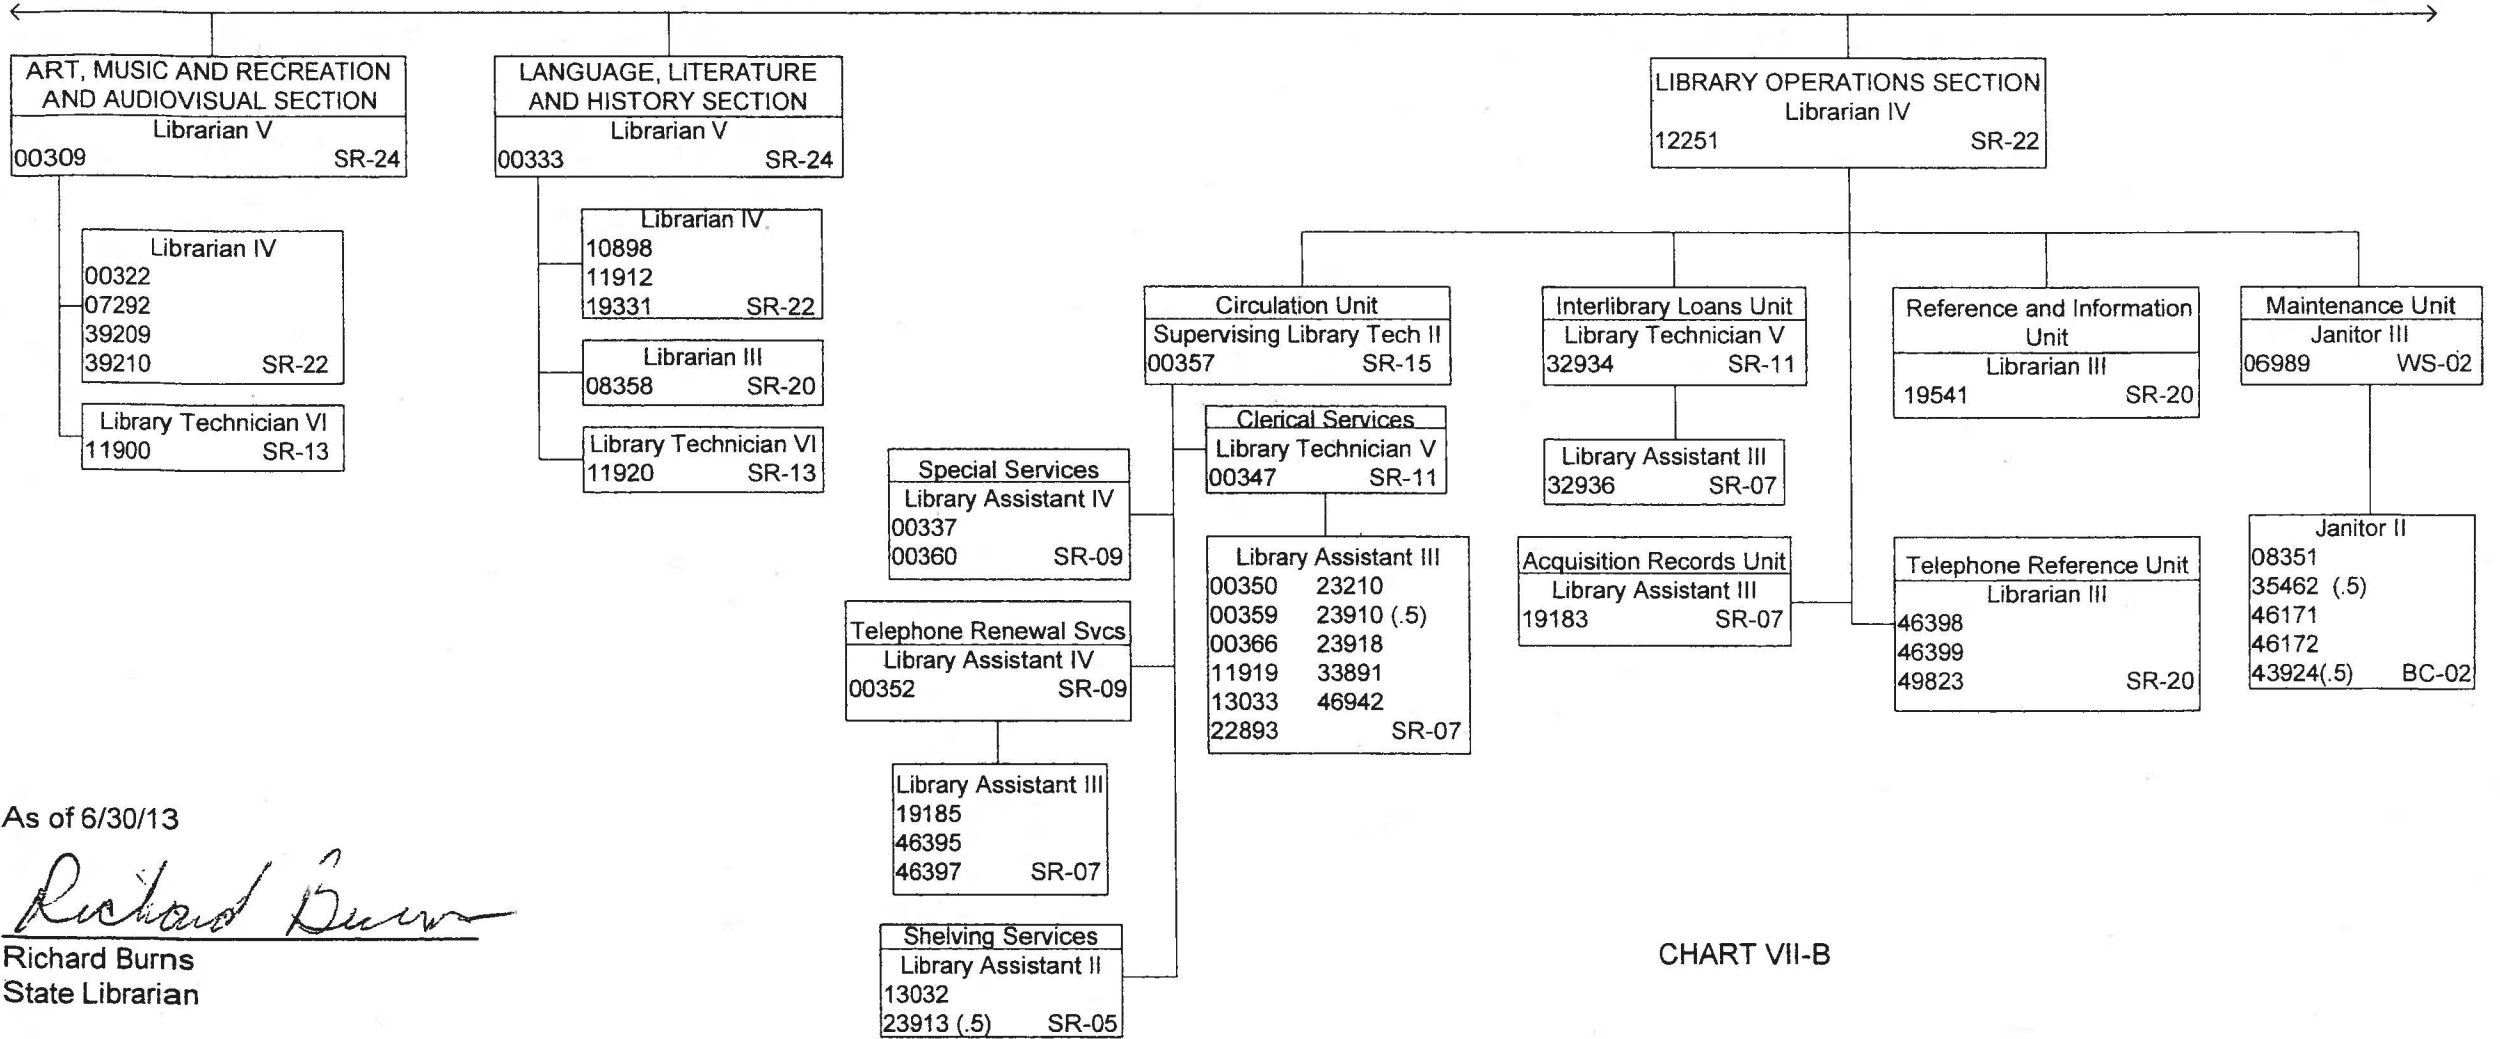 ART, MUSIC AND RECREATION
AND AUDIOVISUAL SECTION
Librarian V
00309 SR-24
Librarian IV
00322
07292
39209
39210 SR-22
Library Technician VI
11900 SR-13
LANGUAGE, LITERATURE
AND HISTORY SECTION
Librarian V
00333 SR-24
Librarian IV
10898
11912
19331 SR-22
Librarian III
08358 SR-20
Library Technician VI
11920 SR-13
LIBRARY OPERATIONS SECTION
Librarian IV
12251 SR-22
Circulation Unit
Supervising Library Tech II
00357 SR-15
Clerical Services
Library Technician V
00347 SR-11
Library Assistant III
00350 23210
00359 23910 (.5)
00366 23918
11919 33891
13033 46942
22893 SR-07
Special Services
Library Assistant IV
00337
00360 SR-09
Telephone Renewal Svcs
Library Assistant IV
00352 SR-09
Library Assistant III
19185
46395
46397 SR-07
Shelving Services
Library Assistant II
13032
23913 (.5) SR-05
Interlibrary Loans Unit
Library Technician V
32934 SR-11
Library Assistant III
32936 SR-07
Acquisition Records Unit
Library Assistant III
19183 SR-07
Reference and Information
Unit
Librarian III
19541 SR-20
Telephone Reference Unit
Librarian III
46398
46399
49823 SR-20
Maintenance Unit
Janitor III
06989 WS-02
Janitor II
08351
35462 (.5)
46171
46172
43924(.5) BC-02
As of 6/30/13
Richard Burns
Richard Burns
State Librarian
CHART VII-B